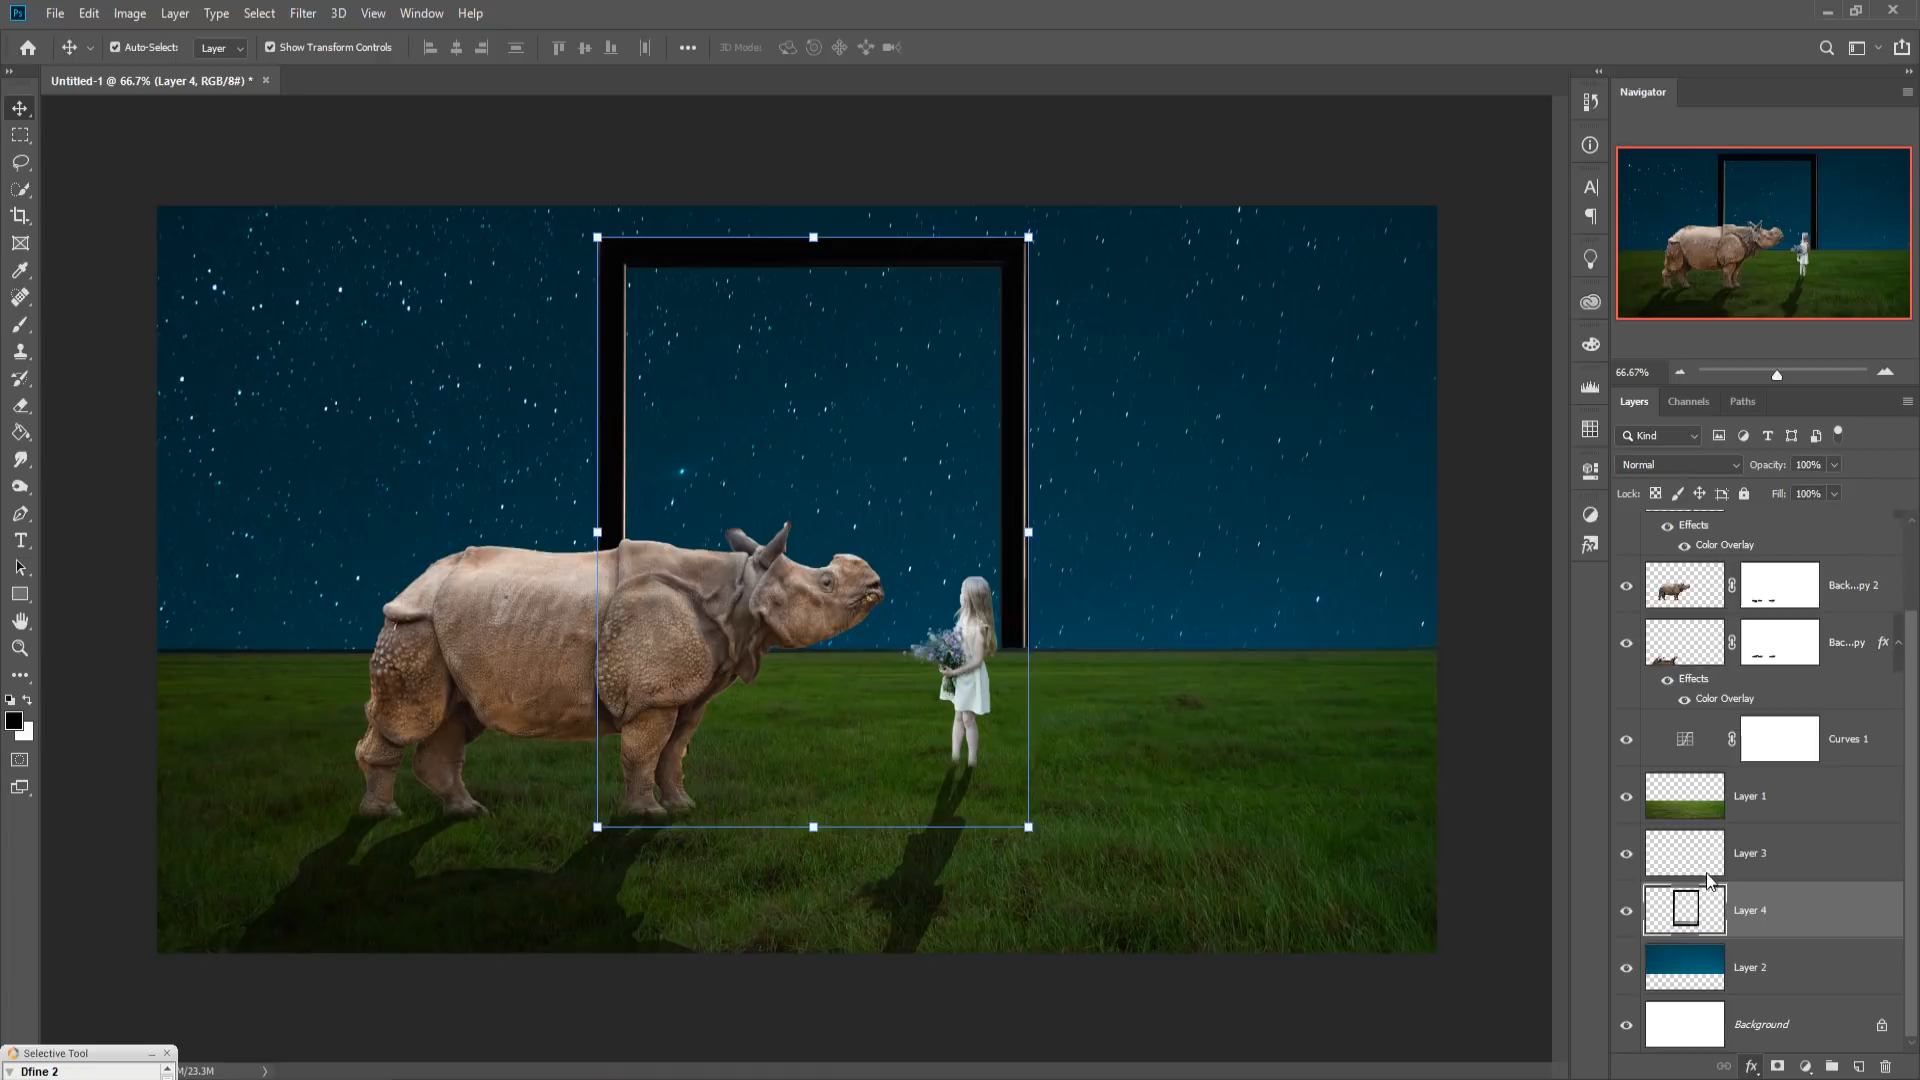 Ps File Edit Image Layer Type Select Filter 3D View Window Help
Auto-Select: Layer Show Transform Controls 3D Mode:
Untitled-1 @ 66.7% (Layer 4, RGB/8#) *
Navigator
66.67%
Layers Channels Paths
Kind
Normal Opacity: 100%
Lock: Fill: 100%
Effects
Color Overlay
Back...py 2
Bac...py fx
Effects
Color Overlay
Curves 1
Layer 1
Layer 3
Layer 4
Layer 2
Background
Selective Tool
Dfine 2
M/23.3M